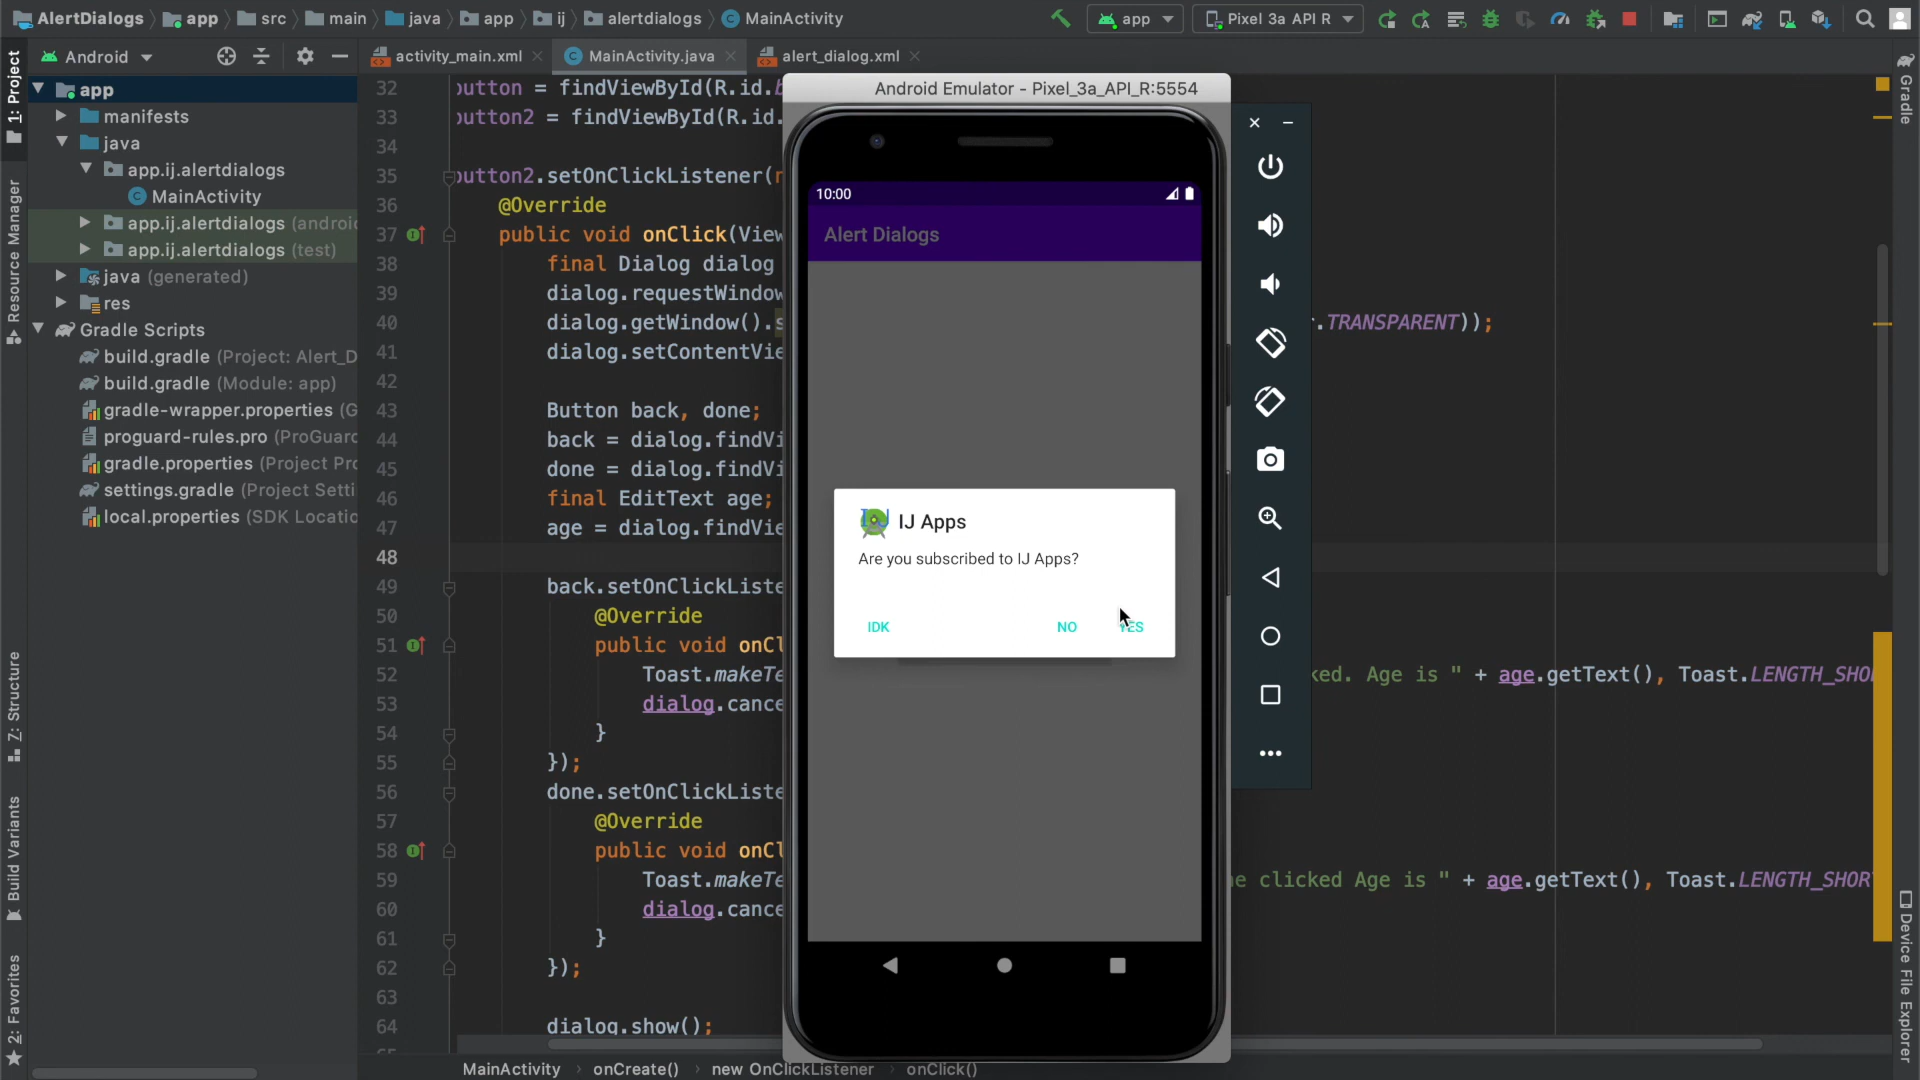 AlertDialogs app src main java app ij alertdialogs MainActivity
app Pixel 3a API R
Android
activity_main.xml MainActivity.java alert_dialog.xml
1: Project
Resource Manager
Z: Structure
Build Variants
2: Favorites
app
manifests
java
app.ij.alertdialogs
MainActivity
app.ij.alertdialogs (androi
app.ij.alertdialogs (test)
java (generated)
res
Gradle Scripts
build.gradle (Project: Alert_D
build.gradle (Module: app)
gradle-wrapper.properties (G
proguard-rules.pro (ProGuard
gradle.properties (Project Pro
settings.gradle (Project Setti
local.properties (SDK Locatio
32 button = findViewById(R.id.b
33 button2 = findViewById(R.id.
34
35 button2.setOnClickListener(n
36 @Override
37 public void onClick(View
38 final Dialog dialog
39 dialog.requestWindow
40 dialog.getWindow().s .TRANSPARENT));
41 dialog.setContentVie
42
43 Button back, done;
44 back = dialog.findVi
45 done = dialog.findVi
46 final EditText age;
47 age = dialog.findVie
48
49 back.setOnClickListe
50 @Override
51 public void onCl
52 Toast.makeTe ked. Age is " + age.getText(), Toast.LENGTH_SHO
53 dialog.cance
54 }
55 });
56 done.setOnClickListe
57 @Override
58 public void onCl
59 Toast.makeTe e clicked Age is " + age.getText(), Toast.LENGTH_SHOR
60 dialog.cance
61 }
62 });
63
64 dialog.show();
Android Emulator - Pixel_3a_API_R:5554
10:00
Alert Dialogs
IJ Apps
Are you subscribed to IJ Apps?
IDK NO YES
Gradle
Device File Explorer
MainActivity onCreate() new OnClickListener onClick()